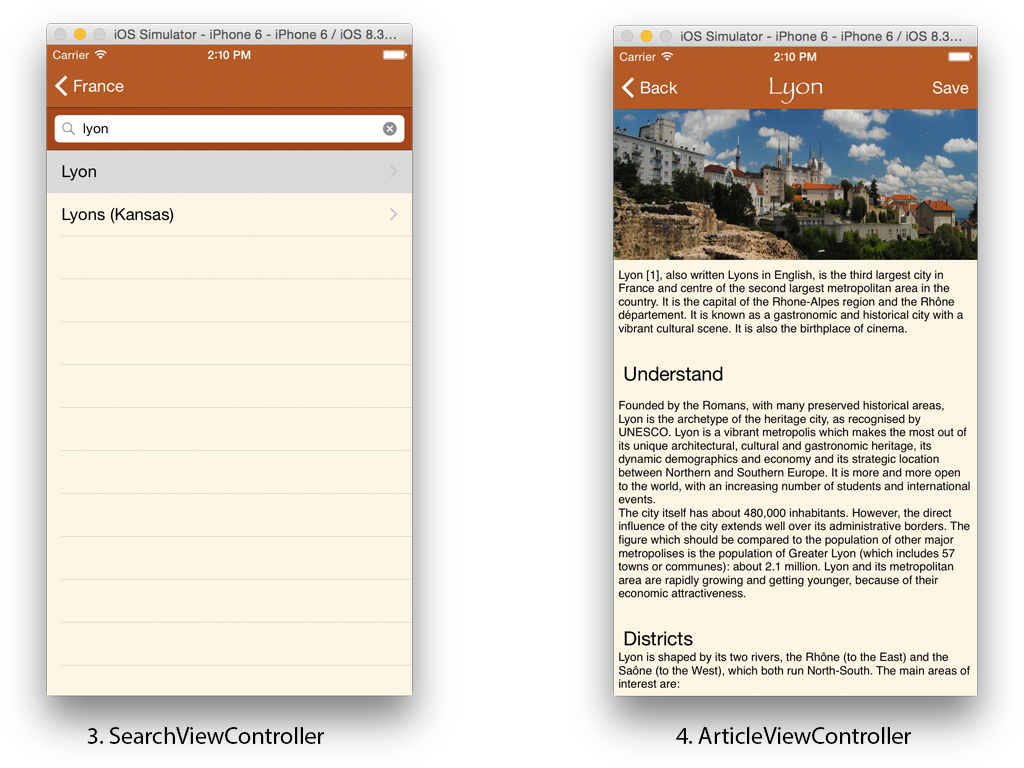 iOS Simulator - iPhone 6 - iPhone 6 / iOS 8.3...
Carrier 2:10 PM
France
lyon
Lyon
Lyons (Kansas)
3. SearchViewController
iOS Simulator - iPhone 6 - iPhone 6 / iOS 8.3...
Carrier 2:10 PM
Back Lyon Save
Lyon [1], also written Lyons in English, is the third largest city in
France and centre of the second largest metropolitan area in the
country. It is the capital of the Rhone-Alpes region and the Rhône
département. It is known as a gastronomic and historical city with a
vibrant cultural scene. It is also the birthplace of cinema.
Understand
Founded by the Romans, with many preserved historical areas,
Lyon is the archetype of the heritage city, as recognised by
UNESCO. Lyon is a vibrant metropolis which makes the most out of
its unique architectural, cultural and gastronomic heritage, its
dynamic demographics and economy and its strategic location
between Northern and Southern Europe. It is more and more open
to the world, with an increasing number of students and international
events.
The city itself has about 480,000 inhabitants. However, the direct
influence of the city extends well over its administrative borders. The
figure which should be compared to the population of other major
metropolises is the population of Greater Lyon (which includes 57
towns or communes): about 2.1 million. Lyon and its metropolitan
area are rapidly growing and getting younger, because of their
economic attractiveness.
Districts
Lyon is shaped by its two rivers, the Rhône (to the East) and the
Saône (to the West), which both run North-South. The main areas of
interest are:
4. ArticleViewController